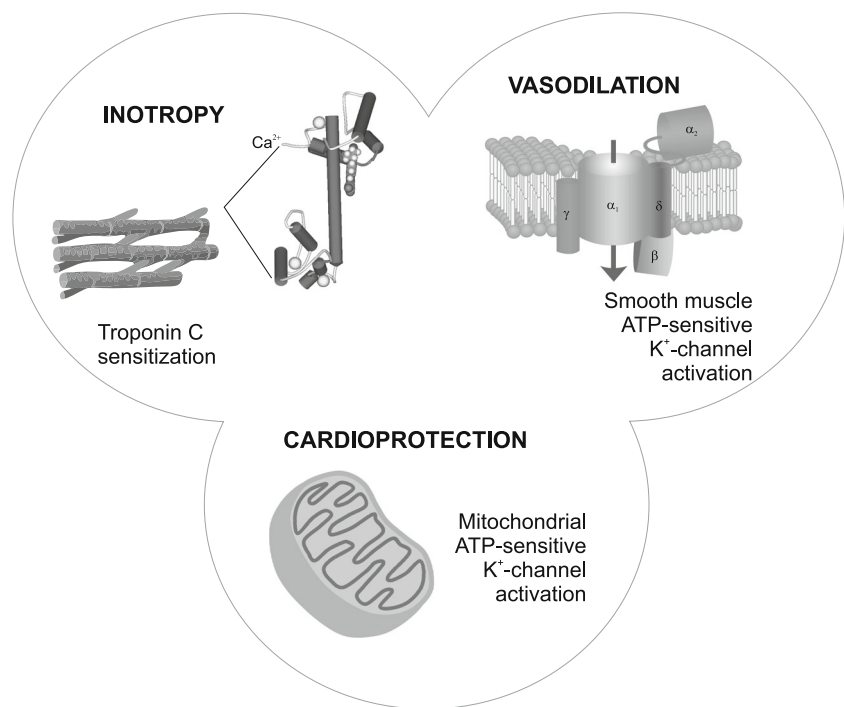 INOTROPY
Ca²⁺
Troponin C
sensitization
VASODILATION
α₂
γ
α₁
δ
β
Smooth muscle
ATP-sensitive
K⁺-channel
activation
CARDIOPROTECTION
Mitochondrial
ATP-sensitive
K⁺-channel
activation